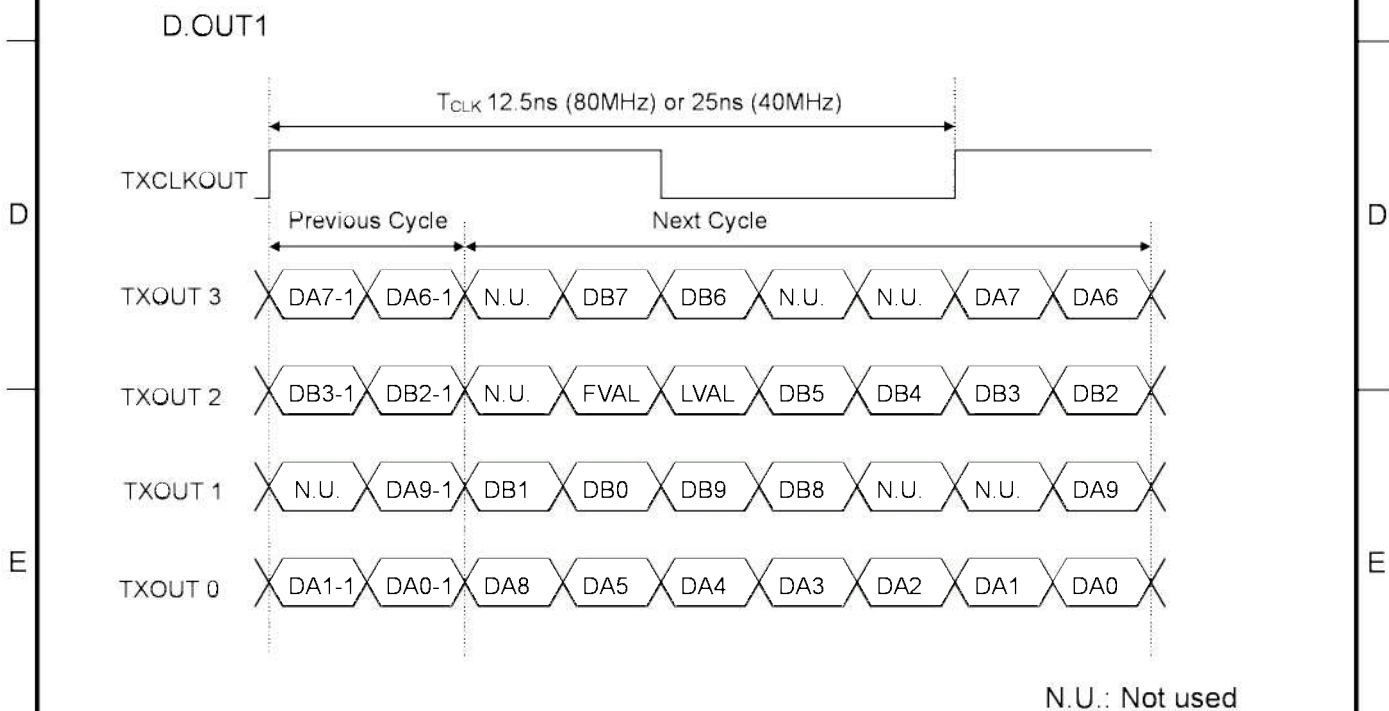 D.OUT1
TCLK 12.5ns (80MHz) or 25ns (40MHz)
TXCLKOUT
D D
Previous Cycle Next Cycle
TXOUT 3 DA7-1 DA6-1 N.U. DB7 DB6 N.U. N.U. DA7 DA6
TXOUT 2 DB3-1 DB2-1 N.U. FVAL LVAL DB5 DB4 DB3 DB2
TXOUT 1 N.U. DA9-1 DB1 DB0 DB9 DB8 N.U. N.U. DA9
E E
TXOUT 0 DA1-1 DA0-1 DA8 DA5 DA4 DA3 DA2 DA1 DA0
N.U.: Not used